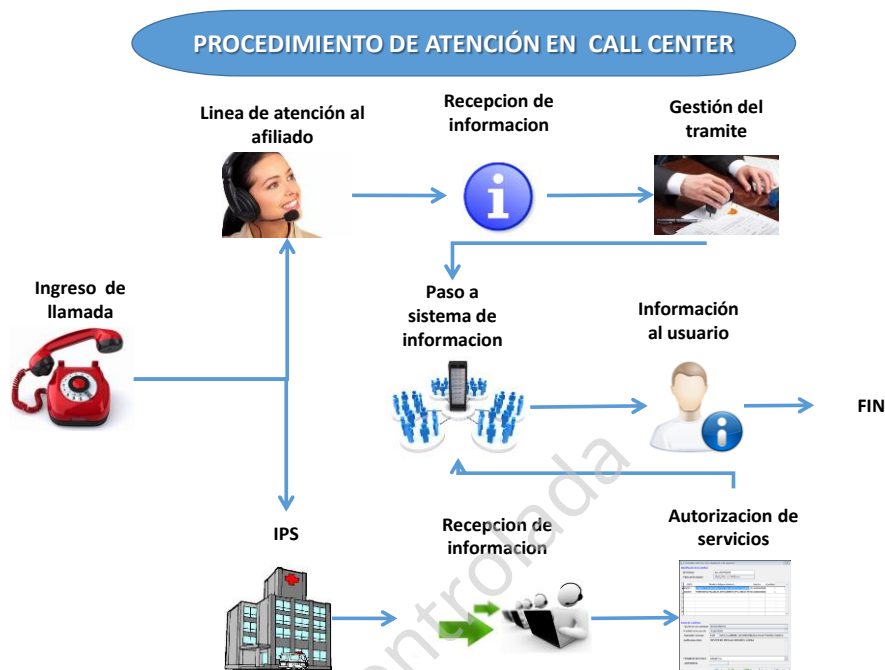 PROCEDIMIENTO DE ATENCIÓN EN CALL CENTER
Linea de atención al
afiliado
Recepcion de
informacion
Gestión del
tramite
Ingreso de
llamada
Paso a
sistema de
informacion
Información
al usuario
FIN
IPS
Recepcion de
informacion
Autorizacion de
servicios